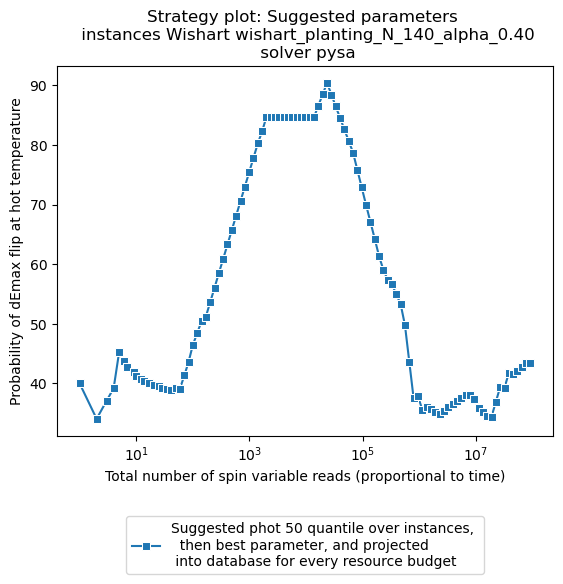 Strategy plot: Suggested parameters
instances Wishart wishart_planting_N_140_alpha_0.40
solver pysa
Probability of dEmax flip at hot temperature
90
80
70
60
50
40
10^1
10^3
10^5
10^7
Total number of spin variable reads (proportional to time)
Suggested phot 50 quantile over instances,
then best parameter, and projected
into database for every resource budget